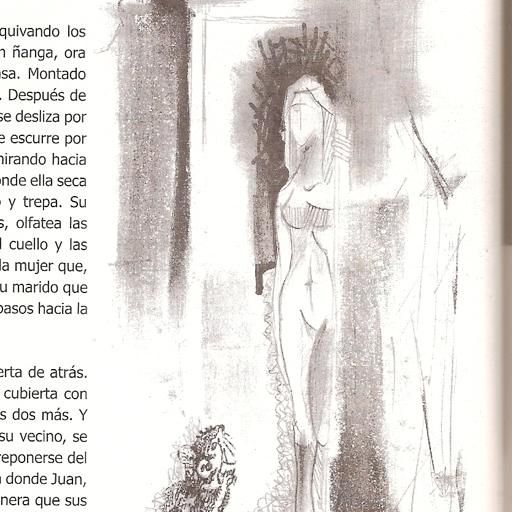 quivando los
n ñanga, ora
asa. Montado
. Después de
se desliza por
e escurre por
mirando hacia
onde ella seca
o y trepa. Su
s, olfatea las
l cuello y las
la mujer que,
u marido que
pasos hacia la
erta de atrás.
cubierta con
s dos más. Y
su vecino, se
reponerse del
a donde Juan,
nera que sus